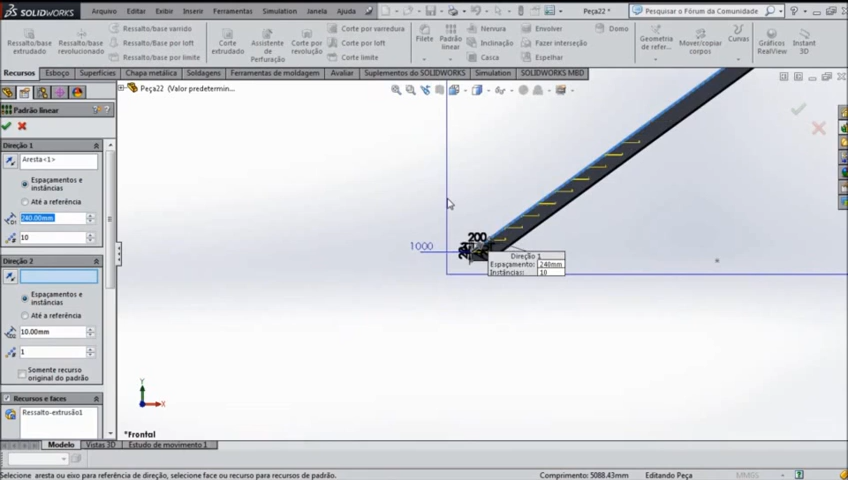 SOLIDWORKS Arquivo Editar Exibir Inserir Ferramentas Simulation Janela Ajuda Peça22 * Pesquisar o Fórum da Comunidade
Ressalto/base extrudado
Ressalto/base revolucionado
Ressalto/base varrido
Ressalto/base por loft
Corte extrudado
Assistente de Perfuração
Corte por revolução
Corte por varredura
Corte por loft
Filete
Padrão linear
Nervura
Inclinação
Casca
Envolver
Fazer interseção
Espelhar
Domo
Geometria de refer...
Mover/copiar corpos
Curvas
Gráficos RealView
Instant 3D
Recursos Esboço Superfícies Chapa metálica Soldagens Ferramentas de moldagem Avaliar Suplementos do SOLIDWORKS Simulation SOLIDWORKS MBD
Peça22 (Valor predetermin...
Padrão linear
Direção 1
Aresta<1>
Espaçamentos e
instâncias
Até a referência
240.00mm
10
Direção 2
Espaçamentos e
instâncias
Até a referência
10.00mm
1
Somente recurso
original do padrão
Recursos e faces
Ressalto-extrusão1
200
1000
Direção 1
Espaçamento: 240mm
Instâncias: 10
Y
X
*Frontal
Modelo Vistas 3D Estudo de movimento 1
Selecione aresta ou eixo para referência de direção, selecione face ou recurso para recursos de padrão. Comprimento: 5088.43mm Editando Peça MMGS